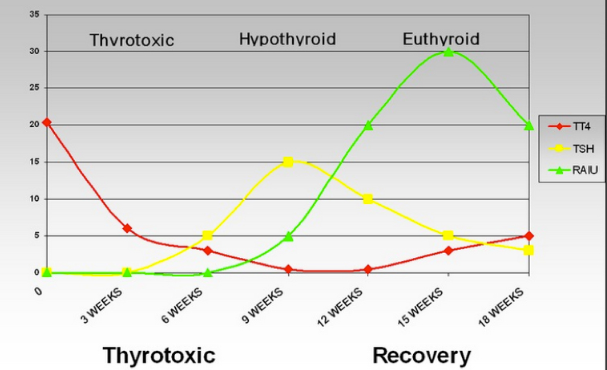 35
Thyrotoxic Hypothyroid Euthyroid
30
25
20
15
10
5
0
TT4
TSH
RAIU
0 3 WEEKS 6 WEEKS 9 WEEKS 12 WEEKS 15 WEEKS 18 WEEKS
Thyrotoxic Recovery